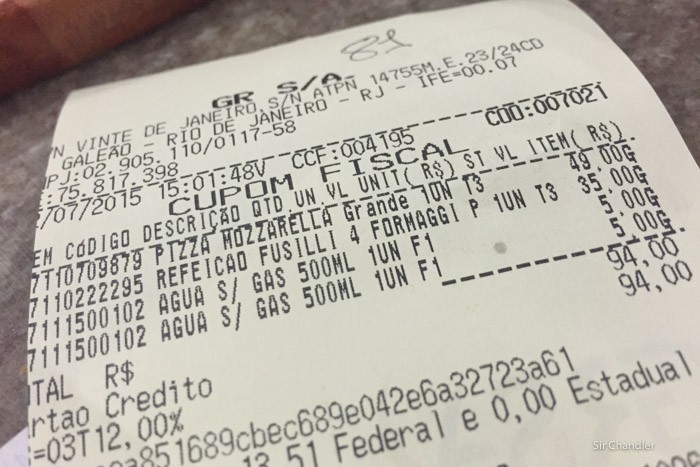 81
GR S/A.
N VINTE DE JANEIRO, S/N ATPN 14755M.E.23/24CD
GALEÃO - RIO DE JANEIRO - RJ - IFE=00.07
PJ:02.905.110/0117-58
:75.817.398
/07/2015 15:01:48V CCF:004195 COD:007021
CUPOM FISCAL
EM CÓDIGO DESCRIÇÃO QTD.UN.VL UNIT( R$) ST VL ITEM( R$)
7110709879 PIZZA MOZZARELLA Grande 1UN T3 49,00G
7110222295 REFEICAO FUSILLI 4 FORMAGGI P 1UN T3 35,00G
7111500102 AGUA S/ GAS 500ML 1UN F1 5,00G
7111500102 AGUA S/ GAS 500ML 1UN F1 5,00G
TAL R$ 94,00
rtao Credito 94,00
=03T12,00%
a851689cbec689e042e6a32723a61
13,51 Federal e 0,00 Estadual
Sir Chandler